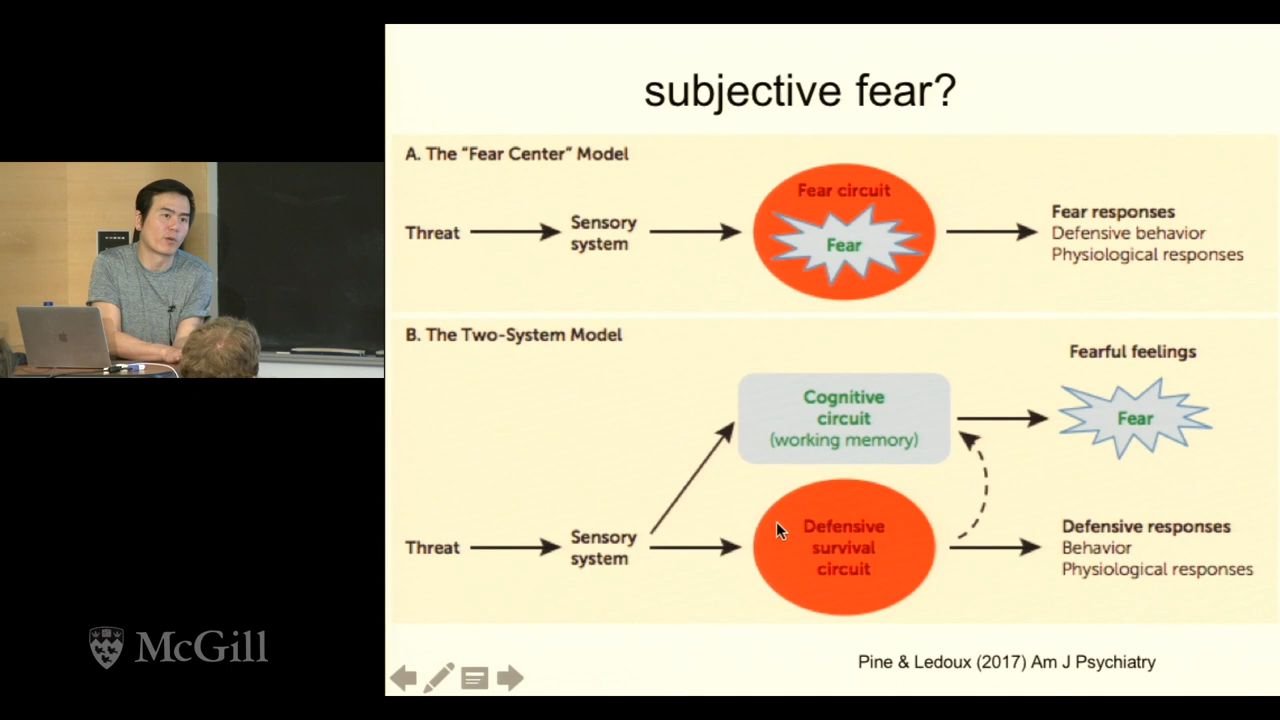 subjective fear?
A. The "Fear Center" Model
Threat
Sensory
system
Fear circuit
Fear
Fear responses
Defensive behavior
Physiological responses
B. The Two-System Model
Threat
Sensory
system
Cognitive
circuit
(working memory)
Fearful feelings
Fear
Defensive
survival
circuit
Defensive responses
Behavior
Physiological responses
Pine & Ledoux (2017) Am J Psychiatry
McGill